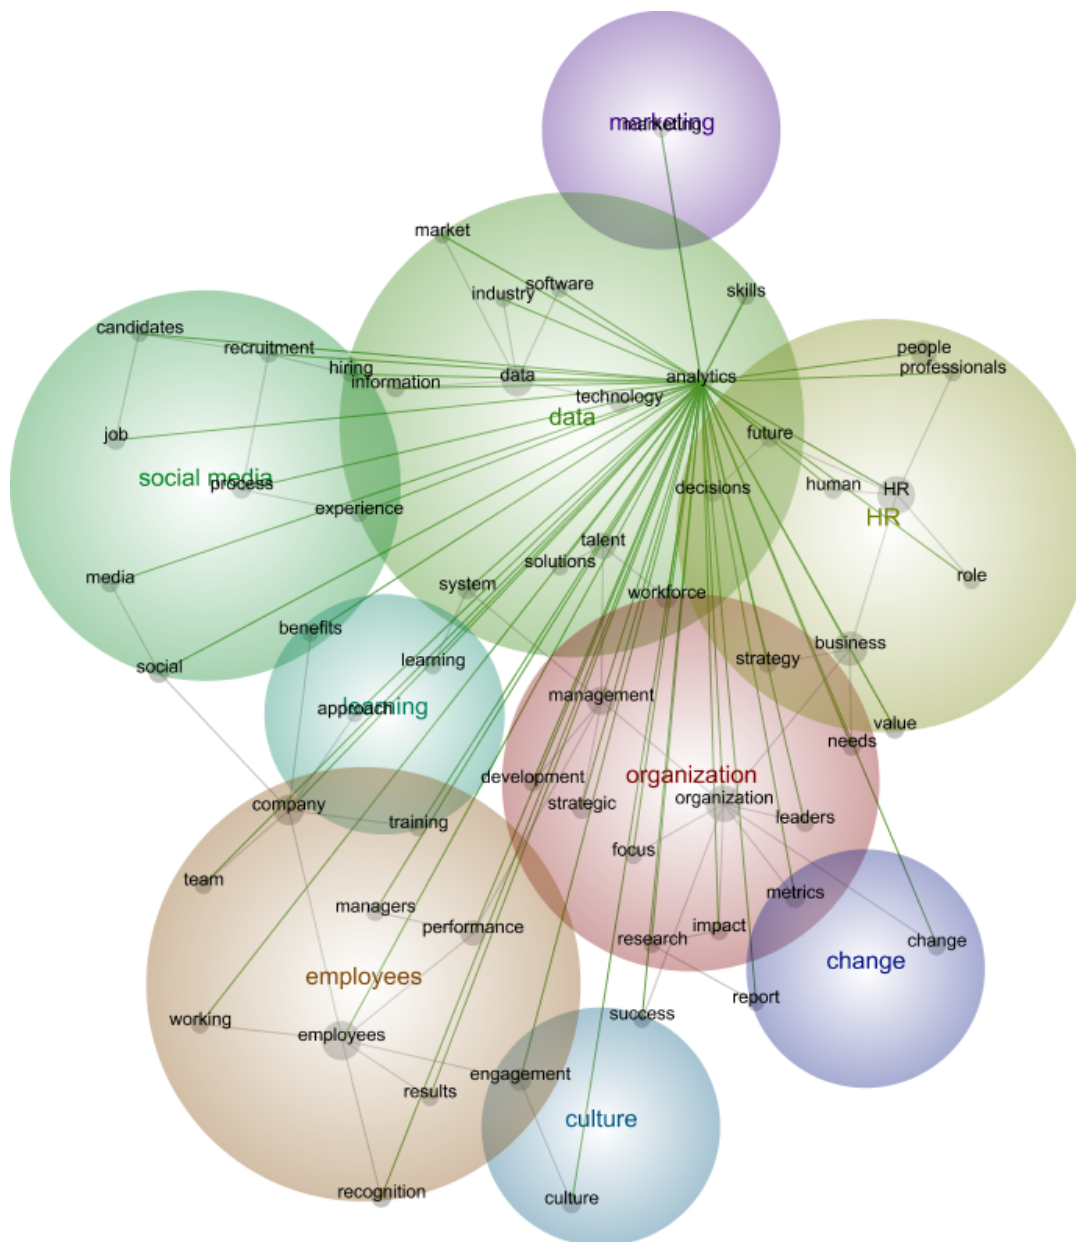 marketing
marketing
market
software
industry
skills
candidates
recruitment
hiring
information
data
analytics
people
professionals
technology
data
job
future
social media
process
experience
decisions
human
HR
HR
talent
solutions
media
system
workforce
role
benefits
learning
social
strategy
business
approach
learning
management
value
needs
development
organization
strategic
organization
company
training
leaders
focus
team
managers
performance
metrics
impact
research
change
change
employees
report
working
success
employees
engagement
results
culture
recognition
culture